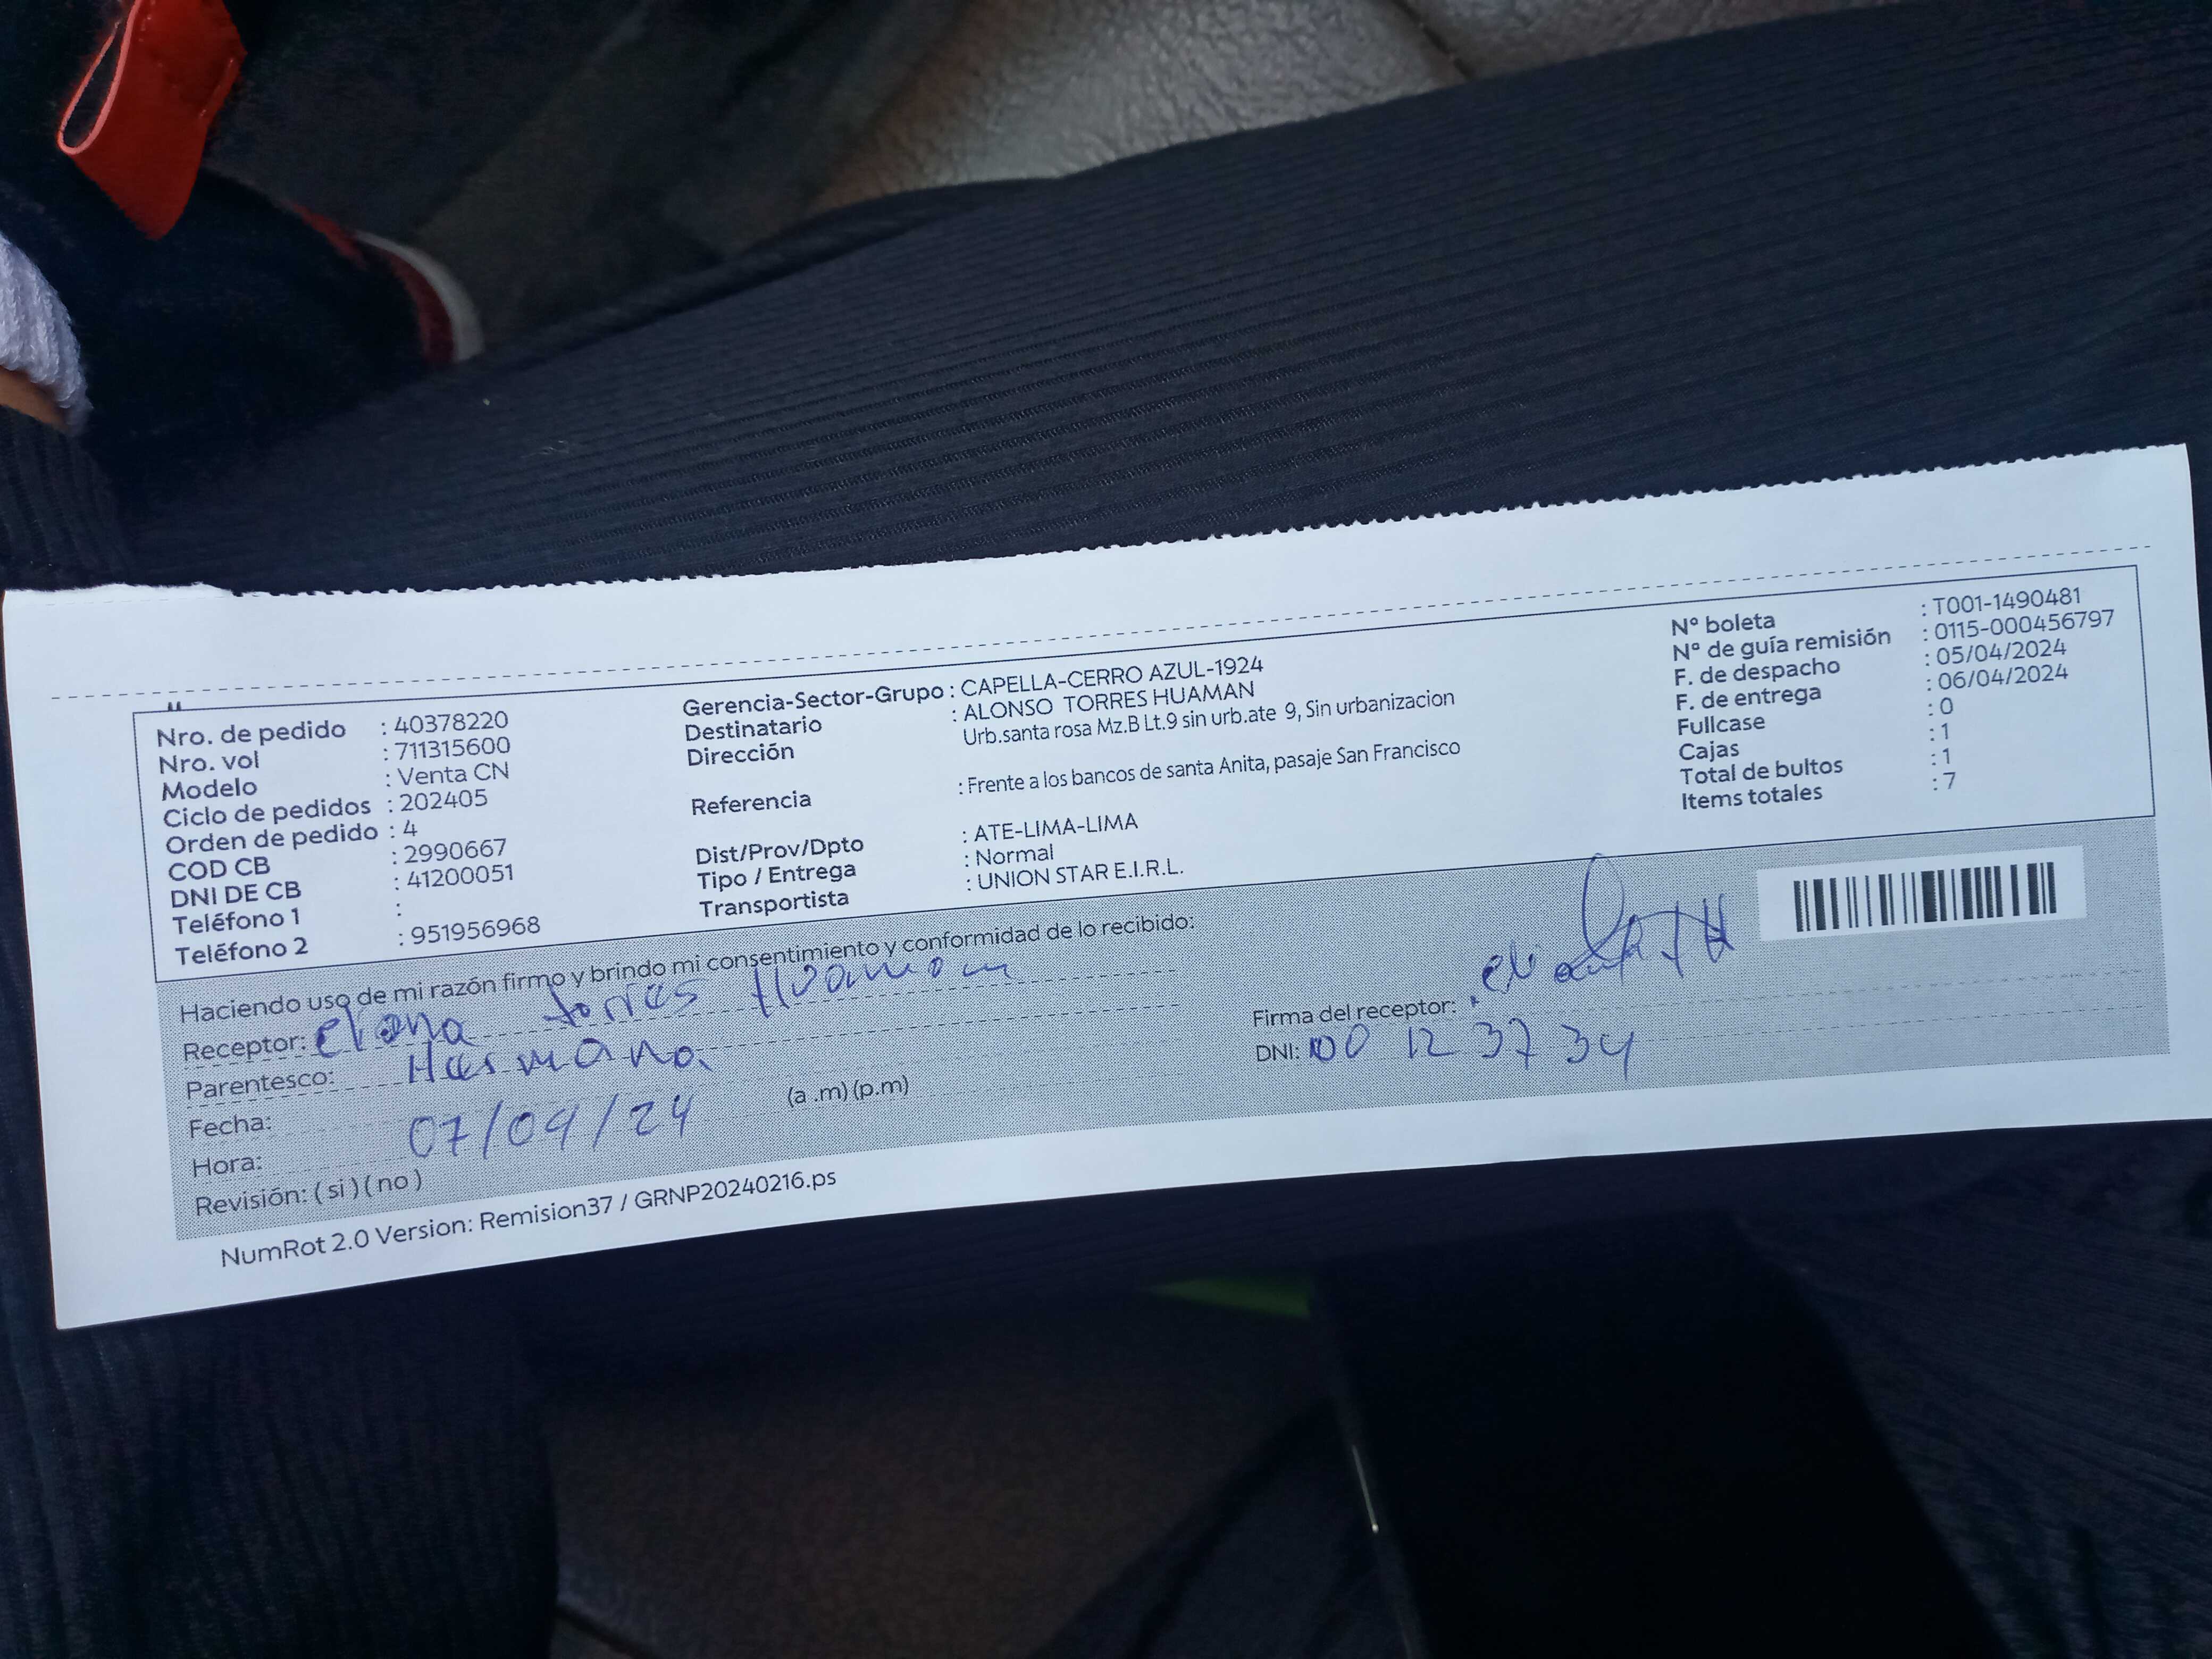 Nro. de pedido : 40378220
Nro. vol : 711315600
Modelo : Venta CN
Ciclo de pedidos : 202405
Orden de pedido : 4
COD CB : 2990667
DNI DE CB : 41200051
Teléfono 1 :
Teléfono 2 : 951956968
Gerencia-Sector-Grupo : CAPELLA-CERRO AZUL-1924
Destinatario : ALONSO TORRES HUAMAN
Dirección Urb.santa rosa Mz.B Lt.9 sin urb.ate 9, Sin urbanizacion
Referencia : Frente a los bancos de santa Anita, pasaje San Francisco
Dist/Prov/Dpto : ATE-LIMA-LIMA
Tipo / Entrega : Normal
Transportista : UNION STAR E.I.R.L.
N° boleta : T001-1490481
N° de guía remisión : 0115-000456797
F. de despacho : 05/04/2024
F. de entrega : 06/04/2024
Fullcase : 0
Cajas : 1
Total de bultos : 1
Items totales : 7
Haciendo uso de mi razón firmo y brindo mi consentimiento y conformidad de lo recibido:
Receptor: torres Huamom
Parentesco: Hermana
Fecha: 07/04/24
Hora: (a .m) (p.m)
Revisión: ( si ) ( no )
Firma del receptor:
DNI: 00 12 37 34
NumRot 2.0 Version: Remision37 / GRNP20240216.ps